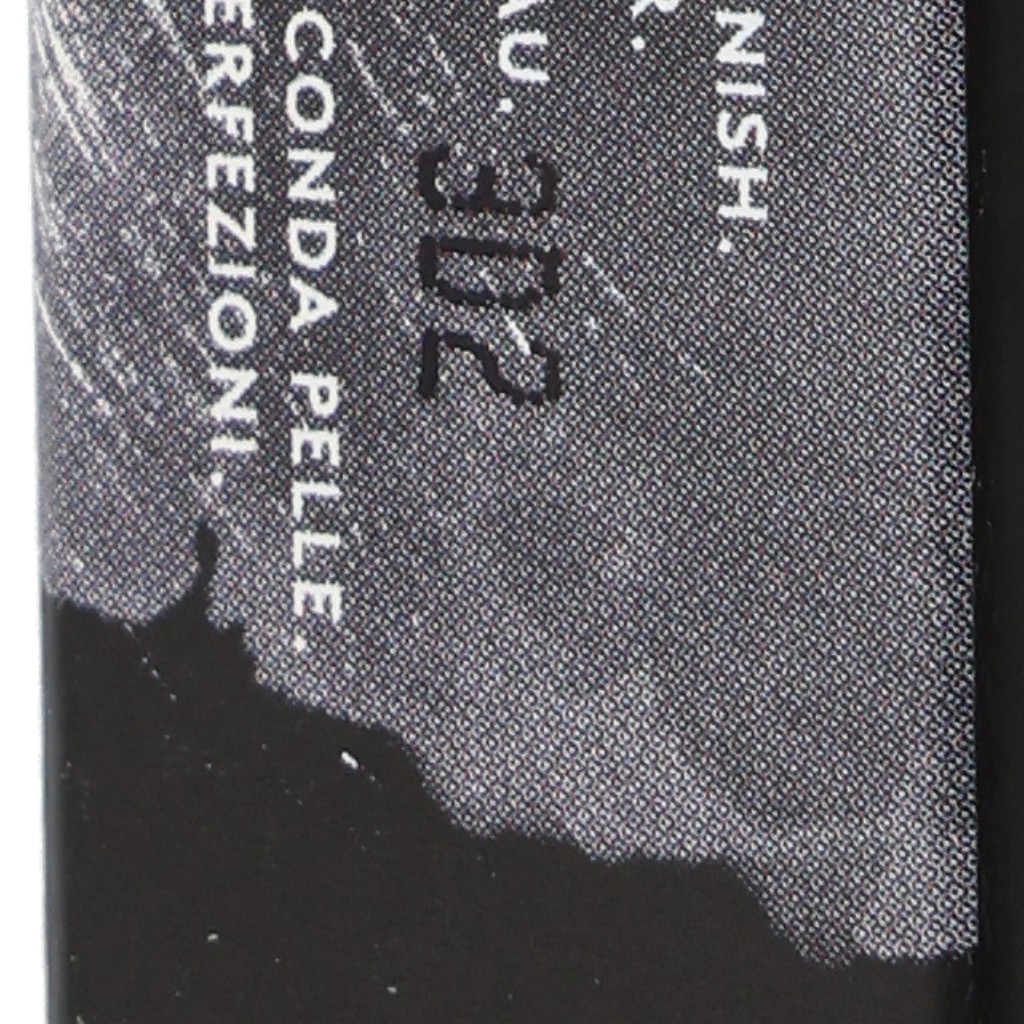 NISH.
R.
AU.
3D2
CONDA PELLE.
ERFEZIONI.